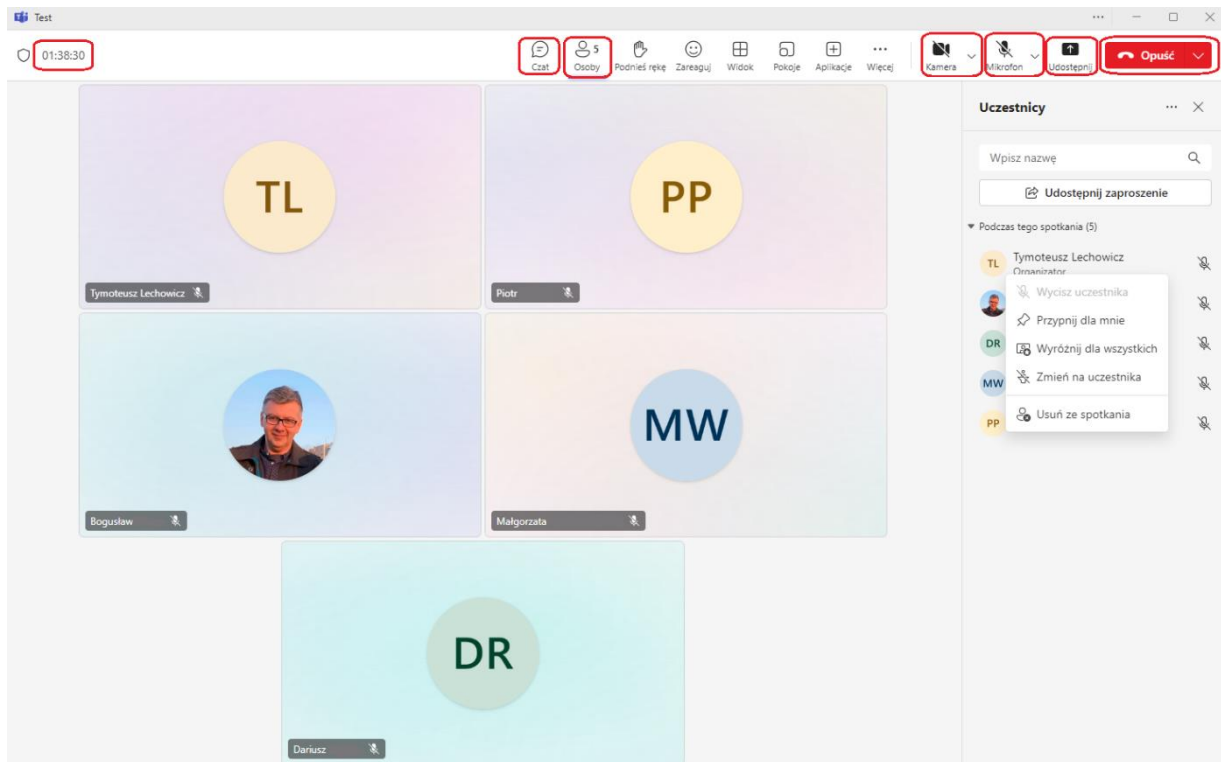 Test
01:38:30
Czat
Osoby 5
Podnieś rękę
Zareaguj
Widok
Pokoje
Aplikacje
Więcej
Kamera
Mikrofon
Udostępnij
Opuść
TL
Tymoteusz Lechowicz
PP
Piotr
Bogusław
MW
Małgorzata
DR
Dariusz
Uczestnicy
Wpisz nazwę
Udostępnij zaproszenie
Podczas tego spotkania (5)
TL
Tymoteusz Lechowicz
Organizator
DR
MW
PP
Wycisz uczestnika
Przypnij dla mnie
Wyróżnij dla wszystkich
Zmień na uczestnika
Usuń ze spotkania